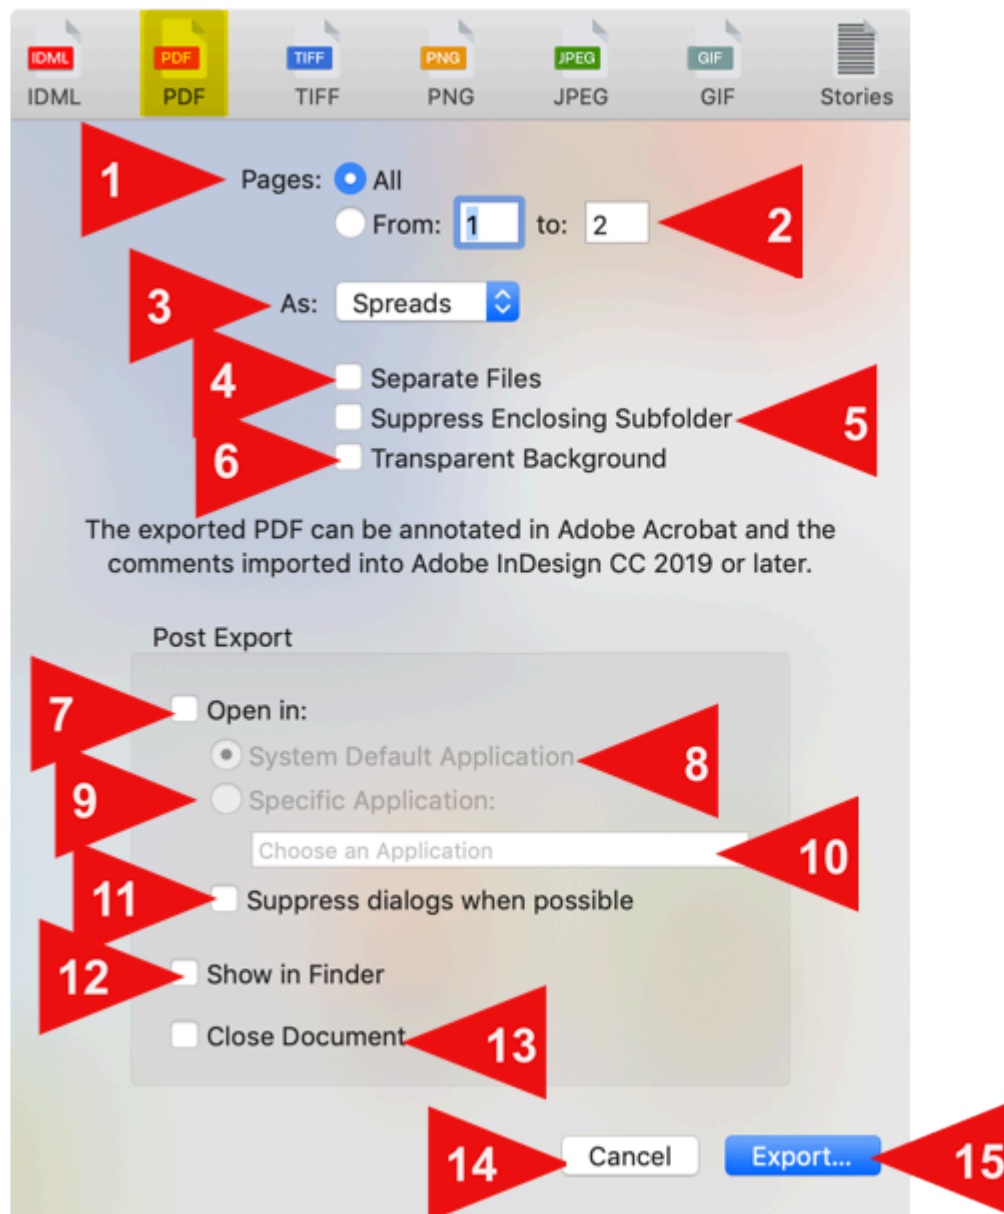 IDML PDF TIFF PNG JPEG GIF
IDML PDF TIFF PNG JPEG GIF Stories
1 Pages: All
From: 1 to: 2 2
3 As: Spreads
4 Separate Files
Suppress Enclosing Subfolder 5
6 Transparent Background
The exported PDF can be annotated in Adobe Acrobat and the
comments imported into Adobe InDesign CC 2019 or later.
Post Export
7 Open in:
System Default Application 8
9 Specific Application:
Choose an Application 10
11 Suppress dialogs when possible
12 Show in Finder
Close Document 13
14 Cancel Export... 15